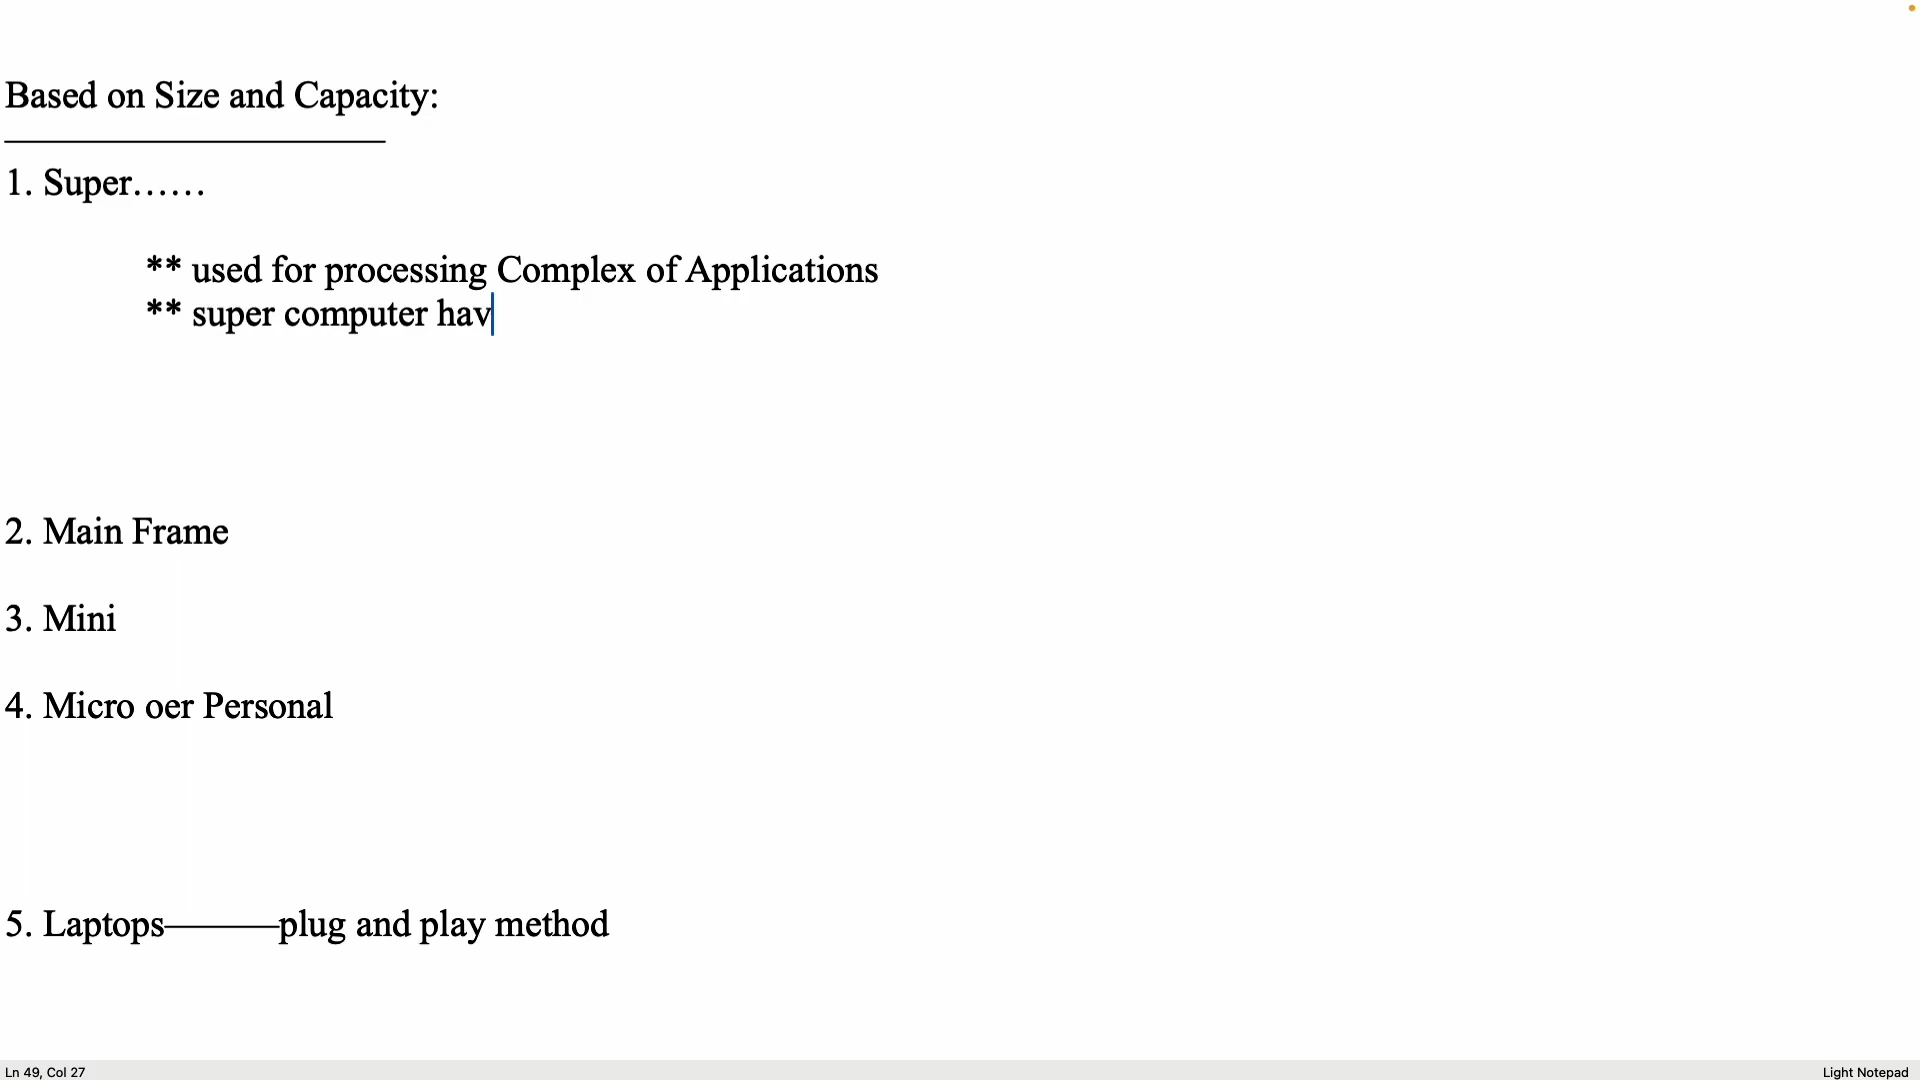 Based on Size and Capacity:
1. Super……
** used for processing Complex of Applications
** super computer hav
2. Main Frame
3. Mini
4. Micro oer Personal
5. Laptops———plug and play method
Ln 49, Col 27
Light Notepad